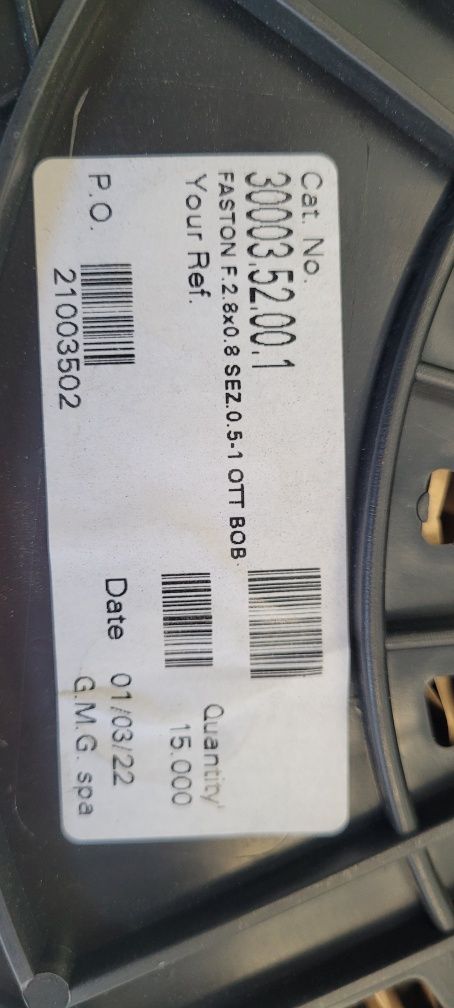 Cat. No.
30003.52.00.1
FASTON F.2.8x0.8 SEZ.0.5-1 OTT BOB.
Your Ref.
Quantity
15.000
P.O.
21003502
Date 01/03/22
G.M.G. spa